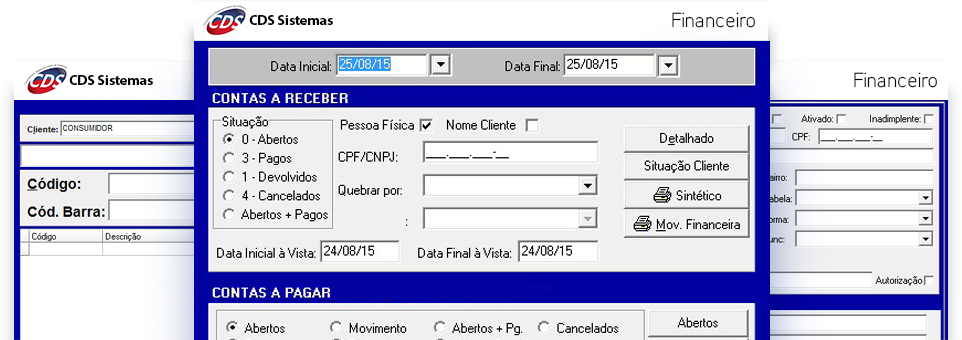 CDS CDS Sistemas
Financeiro
Data Inicial: 25/08/15 Data Final: 25/08/15
CONTAS A RECEBER
Situação
0 - Abertos
3 - Pagos
1 - Devolvidos
4 - Cancelados
Abertos + Pagos
Pessoa Física Nome Cliente
CPF/CNPJ: ___.___.___-__
Quebrar por:
:
Data Inicial à Vista: 24/08/15 Data Final à Vista: 24/08/15
Detalhado
Situação Cliente
Sintético
Mov. Financeira
CONTAS A PAGAR
Abertos Movimento Abertos + Pg. Cancelados
Abertos
CDS CDS Sistemas
Cliente: CONSUMIDOR
Código:
Cód. Barra:
Código Descrição
Financeiro
Ativado: Inadimplente:
CPF: ___.___.___-__
airro:
abela:
orma:
unc:
Autorização